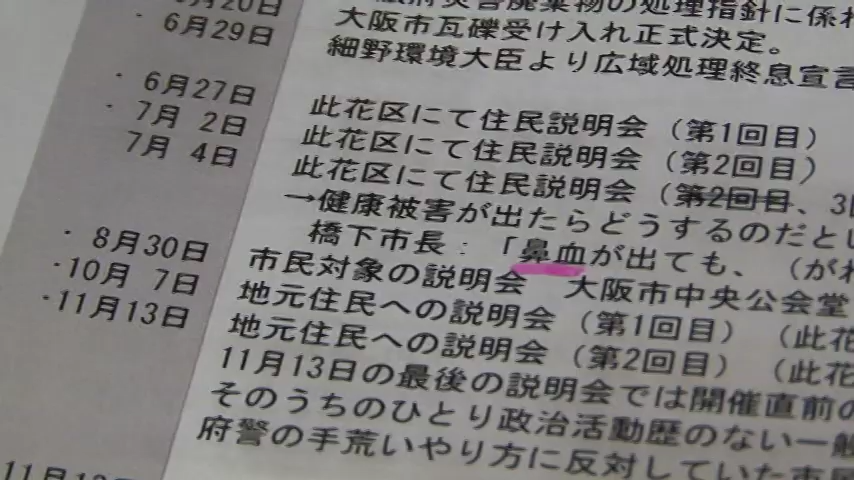 6月29日
大阪市瓦礫受け入れ正式決定。
細野環境大臣より広域処理終息宣言
・ 6月27日 此花区にて住民説明会(第1回目)
・ 7月 2日 此花区にて住民説明会(第2回目)
7月 4日 此花区にて住民説明会(第2回目、3
→健康被害が出たらどうするのだと
橋下市長:「鼻血が出ても、(が
・ 8月30日 市民対象の説明会 大阪市中央公会堂
・10月 7日 地元住民への説明会(第1回目)(此花
・11月13日 地元住民への説明会(第2回目)(此花
11月13日の最後の説明会では開催直前の
そのうちのひとり政治活動歴のない一般
府警の手荒いやり方に反対していた市民